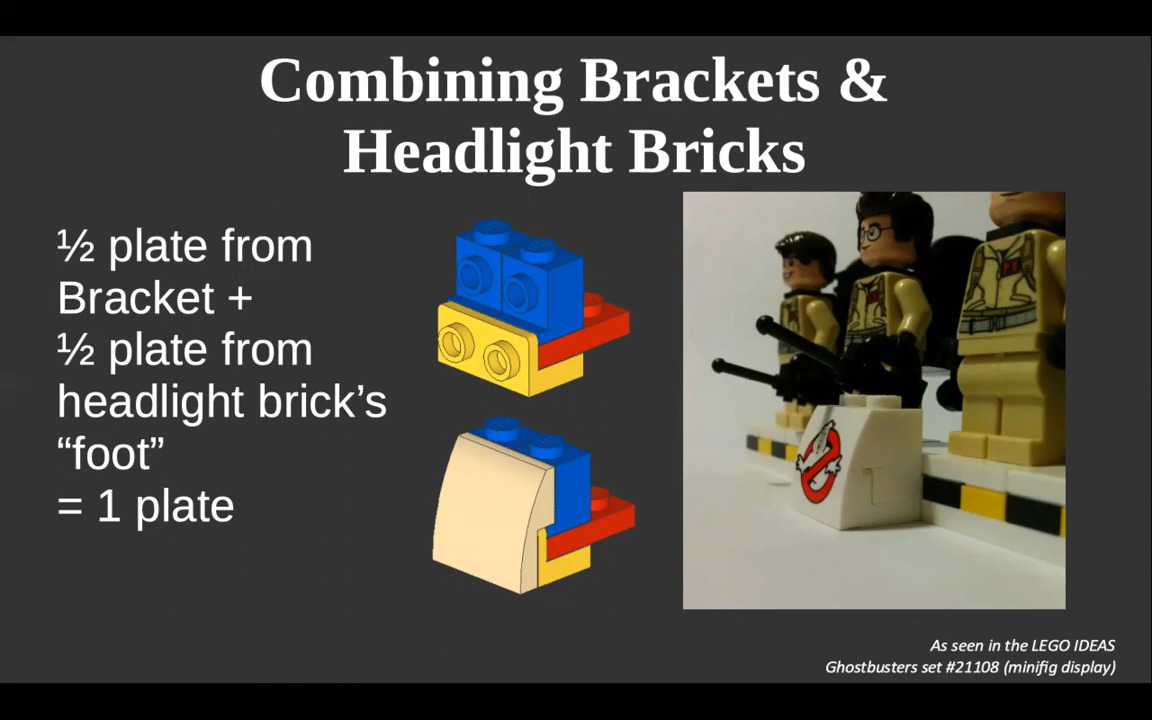 Combining Brackets &
Headlight Bricks
½ plate from
Bracket +
½ plate from
headlight brick’s
“foot”
= 1 plate
As seen in the LEGO IDEAS
Ghostbusters set #21108 (minifig display)